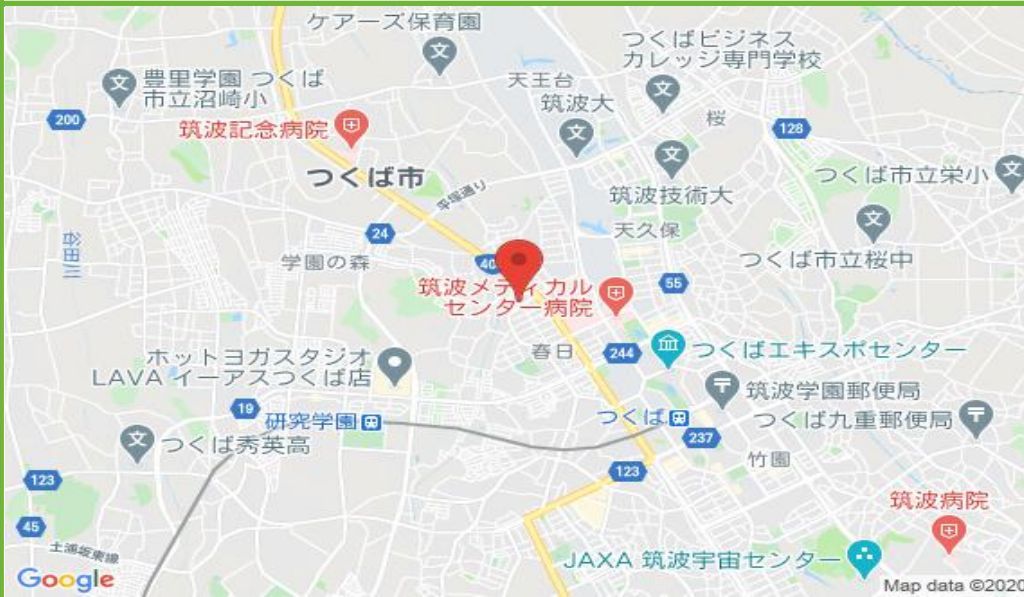 ケアーズ保育園
つくばビジネス
カレッジ専門学校
豊里学園 つくば
市立沼崎小
天王台
筑波大
200
筑波記念病院
桜
128
つくば市
つくば市立栄小
平塚通り
筑波技術大
24
天久保
谷田川
学園の森
つくば市立桜中
40
筑波メディカル
センター病院
55
春日
244
つくばエキスポセンター
ホットヨガスタジオ
LAVA イーアスつくば店
筑波学園郵便局
19
研究学園
つくば
つくば九重郵便局
つくば秀英高
237
竹園
123
123
筑波病院
45
土浦坂東線
JAXA 筑波宇宙センター
Google
Map data ©2020